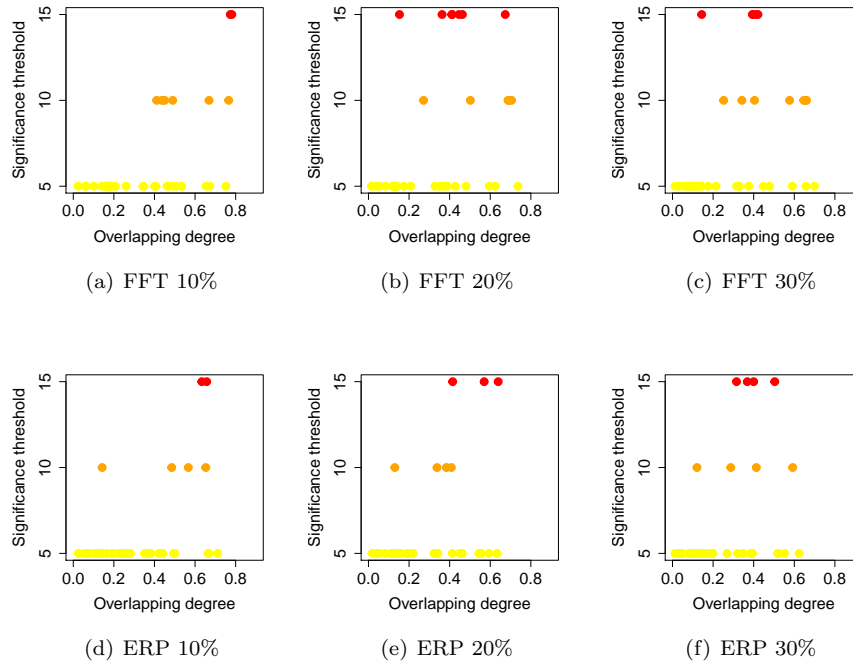 Significance threshold
15
10
5
0.0 0.2 0.4 0.6 0.8
Overlapping degree
(a) FFT 10%
Significance threshold
15
10
5
0.0 0.2 0.4 0.6 0.8
Overlapping degree
(b) FFT 20%
Significance threshold
15
10
5
0.0 0.2 0.4 0.6 0.8
Overlapping degree
(c) FFT 30%
Significance threshold
15
10
5
0.0 0.2 0.4 0.6 0.8
Overlapping degree
(d) ERP 10%
Significance threshold
15
10
5
0.0 0.2 0.4 0.6 0.8
Overlapping degree
(e) ERP 20%
Significance threshold
15
10
5
0.0 0.2 0.4 0.6 0.8
Overlapping degree
(f) ERP 30%